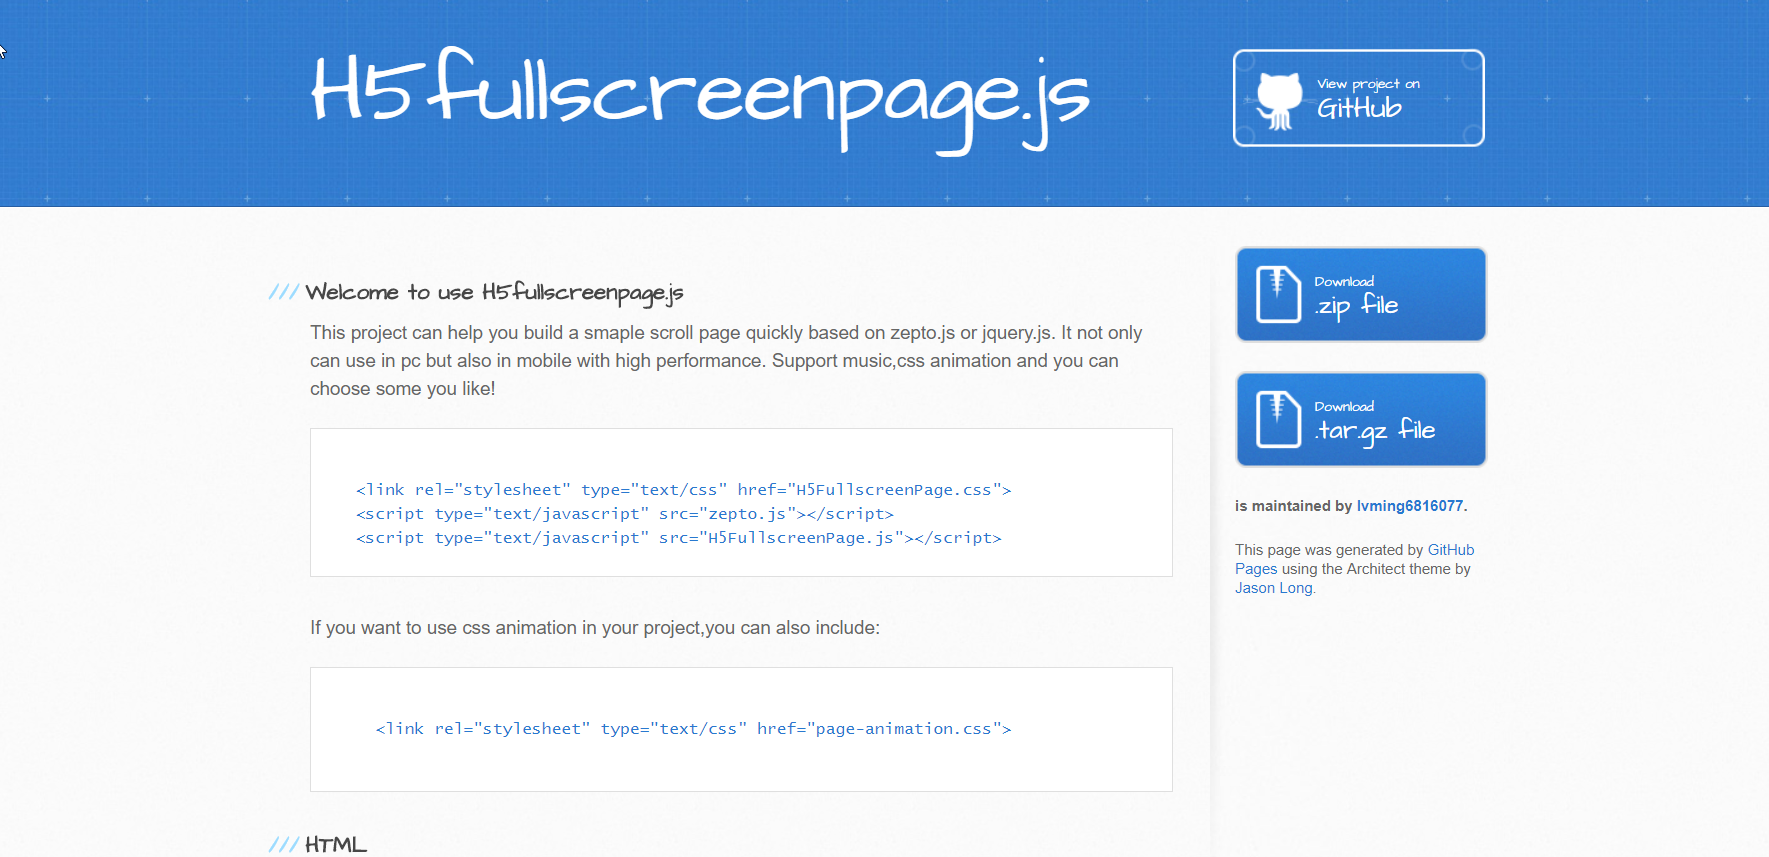 H5fullscreenpage.js
View project on
GitHub
/// Welcome to use H5fullscreenpage.js
This project can help you build a smaple scroll page quickly based on zepto.js or jquery.js. It not only
can use in pc but also in mobile with high performance. Support music,css animation and you can
choose some you like!
<link rel="stylesheet" type="text/css" href="H5FullscreenPage.css">
<script type="text/javascript" src="zepto.js"></script>
<script type="text/javascript" src="H5FullscreenPage.js"></script>
If you want to use css animation in your project,you can also include:
<link rel="stylesheet" type="text/css" href="page-animation.css">
/// HTML
Download
.zip file
Download
.tar.gz file
is maintained by lvming6816077.
This page was generated by GitHub
Pages using the Architect theme by
Jason Long.